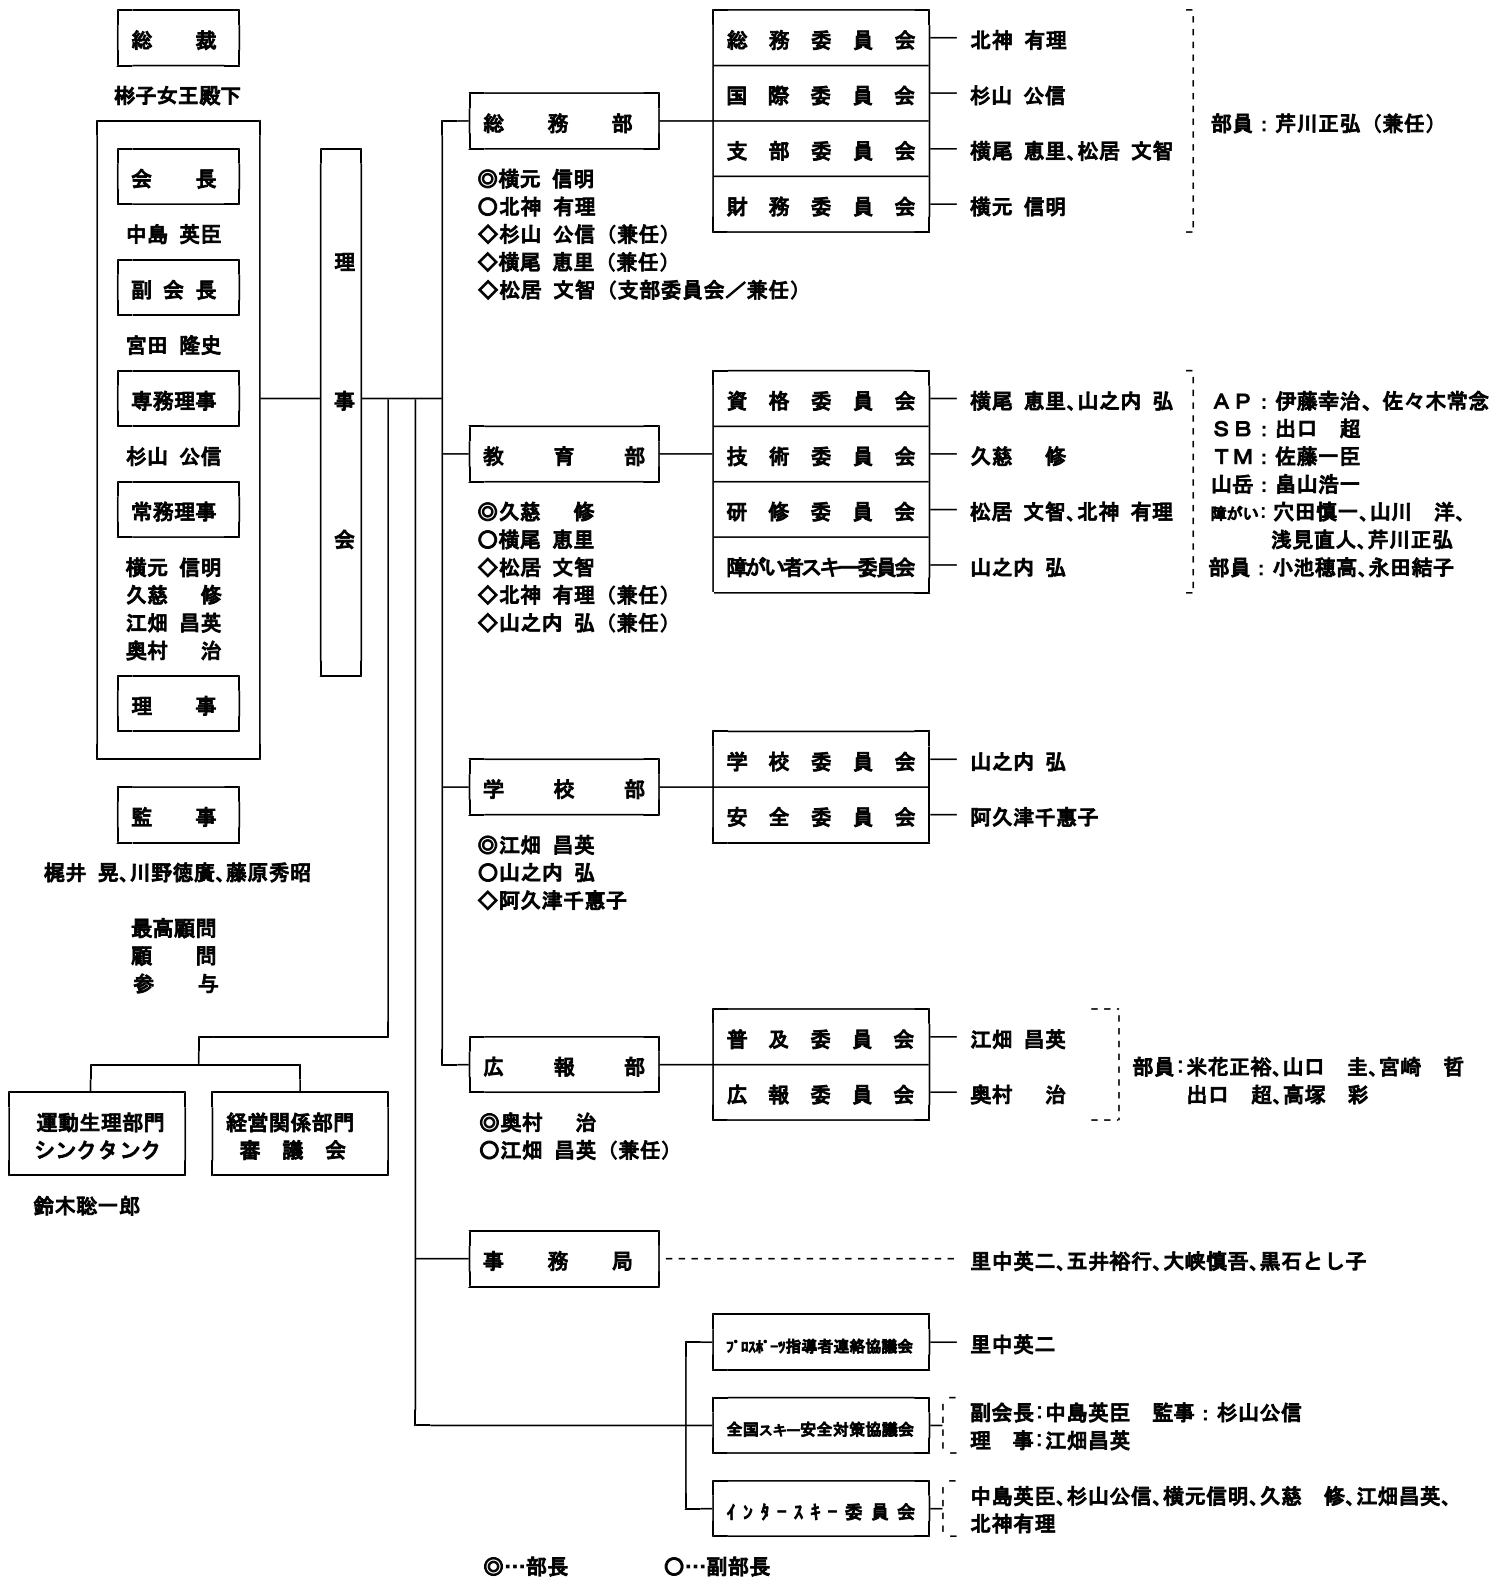 総　裁
彬子女王殿下
会　長
中島 英臣
副 会 長
宮田 隆史
専務理事
杉山 公信
常務理事
横元 信明
久慈　修
江畑 昌英
奥村　治
理　事
監　事
梶井 晃、川野徳廣、藤原秀昭
最高顧問
顧　問
参　与
運動生理部門
シンクタンク
鈴木聡一郎
経営関係部門
審　議　会
理
事
会
総　務　部
◎横元 信明
○北神 有理
◇杉山 公信（兼任）
◇横尾 恵里（兼任）
◇松居 文智（支部委員会／兼任）
総 務 委 員 会 北神 有理
国 際 委 員 会 杉山 公信
支 部 委 員 会 横尾 恵里、松居 文智
財 務 委 員 会 横元 信明
部員：芹川正弘（兼任）
教　育　部
◎久慈　修
○横尾 恵里
◇松居 文智
◇北神 有理（兼任）
◇山之内 弘（兼任）
資 格 委 員 会 横尾 恵里、山之内 弘
技 術 委 員 会 久慈　修
研 修 委 員 会 松居 文智、北神 有理
障がい者スキー委員会 山之内 弘
ＡＰ：伊藤幸治、佐々木常念
ＳＢ：出口　超
ＴＭ：佐藤一臣
山岳：畠山浩一
障がい：穴田慎一、山川　洋、
浅見直人、芹川正弘
部員：小池穂高、永田結子
学　校　部
◎江畑 昌英
○山之内 弘
◇阿久津千惠子
学 校 委 員 会 山之内 弘
安 全 委 員 会 阿久津千惠子
広　報　部
◎奥村　治
○江畑 昌英（兼任）
普 及 委 員 会 江畑 昌英
広 報 委 員 会 奥村　治
部員：米花正裕、山口　圭、宮崎　哲
出口　超、高塚　彩
事　務　局 里中英二、五井裕行、大峡慎吾、黒石とし子
ﾌﾟﾛｽﾎﾟｰﾂ指導者連絡協議会 里中英二
全国スキー安全対策協議会
副会長：中島英臣　監事：杉山公信
理　事：江畑昌英
ｲﾝﾀｰｽｷｰ委員会
中島英臣、杉山公信、横元信明、久慈　修、江畑昌英、
北神有理
◎…部長　○…副部長